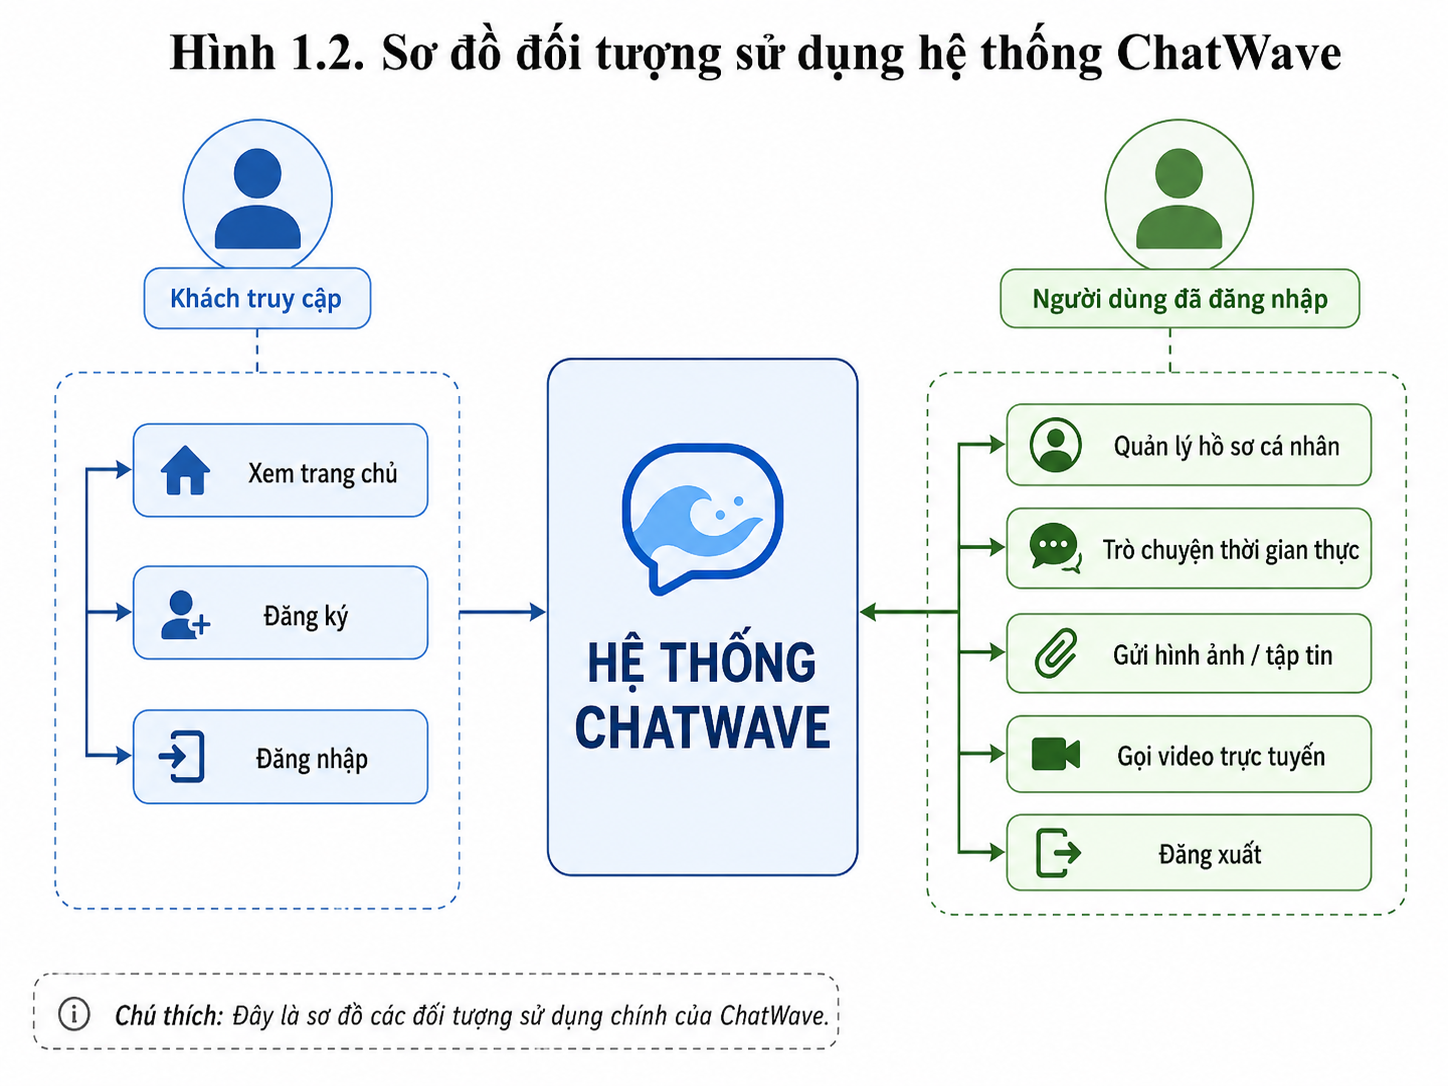 Hình 1.2. Sơ đồ đối tượng sử dụng hệ thống ChatWave
Khách truy cập
Xem trang chủ
Đăng ký
Đăng nhập
HỆ THỐNG
CHATWAVE
Người dùng đã đăng nhập
Quản lý hồ sơ cá nhân
Trò chuyện thời gian thực
Gửi hình ảnh / tập tin
Gọi video trực tuyến
Đăng xuất
Chú thích: Đây là sơ đồ các đối tượng sử dụng chính của ChatWave.